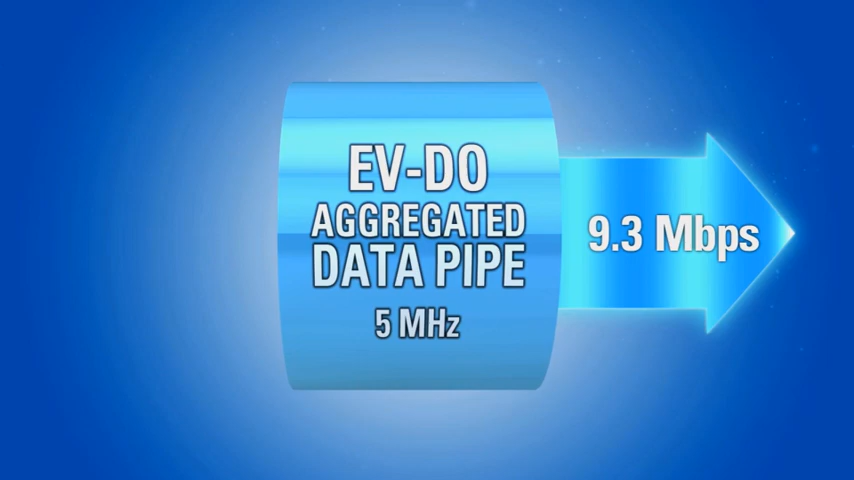 EV-DO
AGGREGATED
DATA PIPE
5 MHz
9.3 Mbps